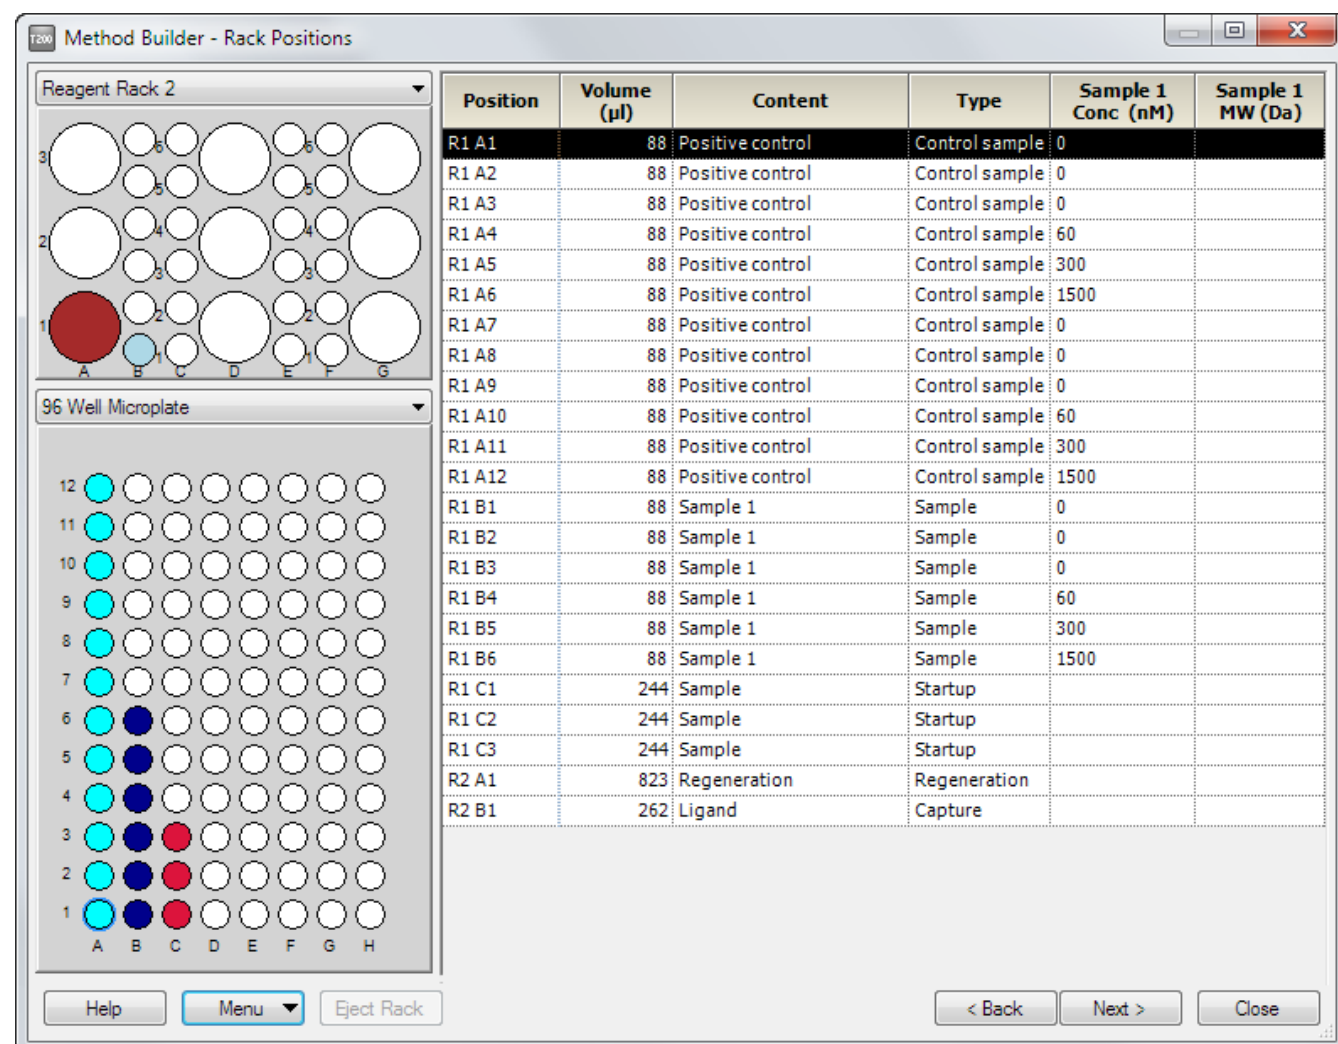 T200 Method Builder - Rack Positions
Reagent Rack 2
3 6 6
5 5
2 4 4
3 3
1 2 2
1 1
A B C D E F G
96 Well Microplate
12
11
10
9
8
7
6
5
4
3
2
1
A B C D E F G H
Position Volume (µl) Content Type Sample 1 Conc (nM) Sample 1 MW (Da)
R1 A1 88 Positive control Control sample 0
R1 A2 88 Positive control Control sample 0
R1 A3 88 Positive control Control sample 0
R1 A4 88 Positive control Control sample 60
R1 A5 88 Positive control Control sample 300
R1 A6 88 Positive control Control sample 1500
R1 A7 88 Positive control Control sample 0
R1 A8 88 Positive control Control sample 0
R1 A9 88 Positive control Control sample 0
R1 A10 88 Positive control Control sample 60
R1 A11 88 Positive control Control sample 300
R1 A12 88 Positive control Control sample 1500
R1 B1 88 Sample 1 Sample 0
R1 B2 88 Sample 1 Sample 0
R1 B3 88 Sample 1 Sample 0
R1 B4 88 Sample 1 Sample 60
R1 B5 88 Sample 1 Sample 300
R1 B6 88 Sample 1 Sample 1500
R1 C1 244 Sample Startup
R1 C2 244 Sample Startup
R1 C3 244 Sample Startup
R2 A1 823 Regeneration Regeneration
R2 B1 262 Ligand Capture
Help Menu Eject Rack < Back Next > Close